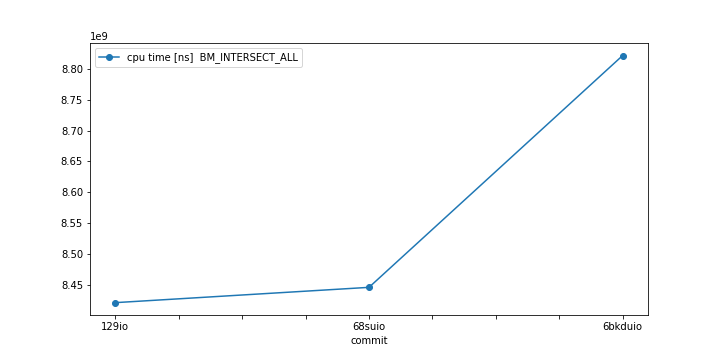 1e9
cpu time [ns]  BM_INTERSECT_ALL
8.80
8.75
8.70
8.65
8.60
8.55
8.50
8.45
129io 68suio 6bkduio
commit